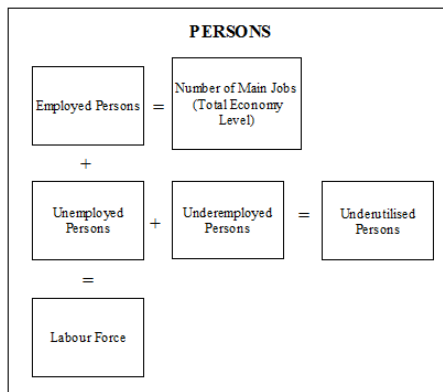 PERSONS
Employed Persons
=
Number of Main Jobs
(Total Economy
Level)
+
Unemployed
Persons
+
Underemployed
Persons
=
Underutilised
Persons
=
Labour Force